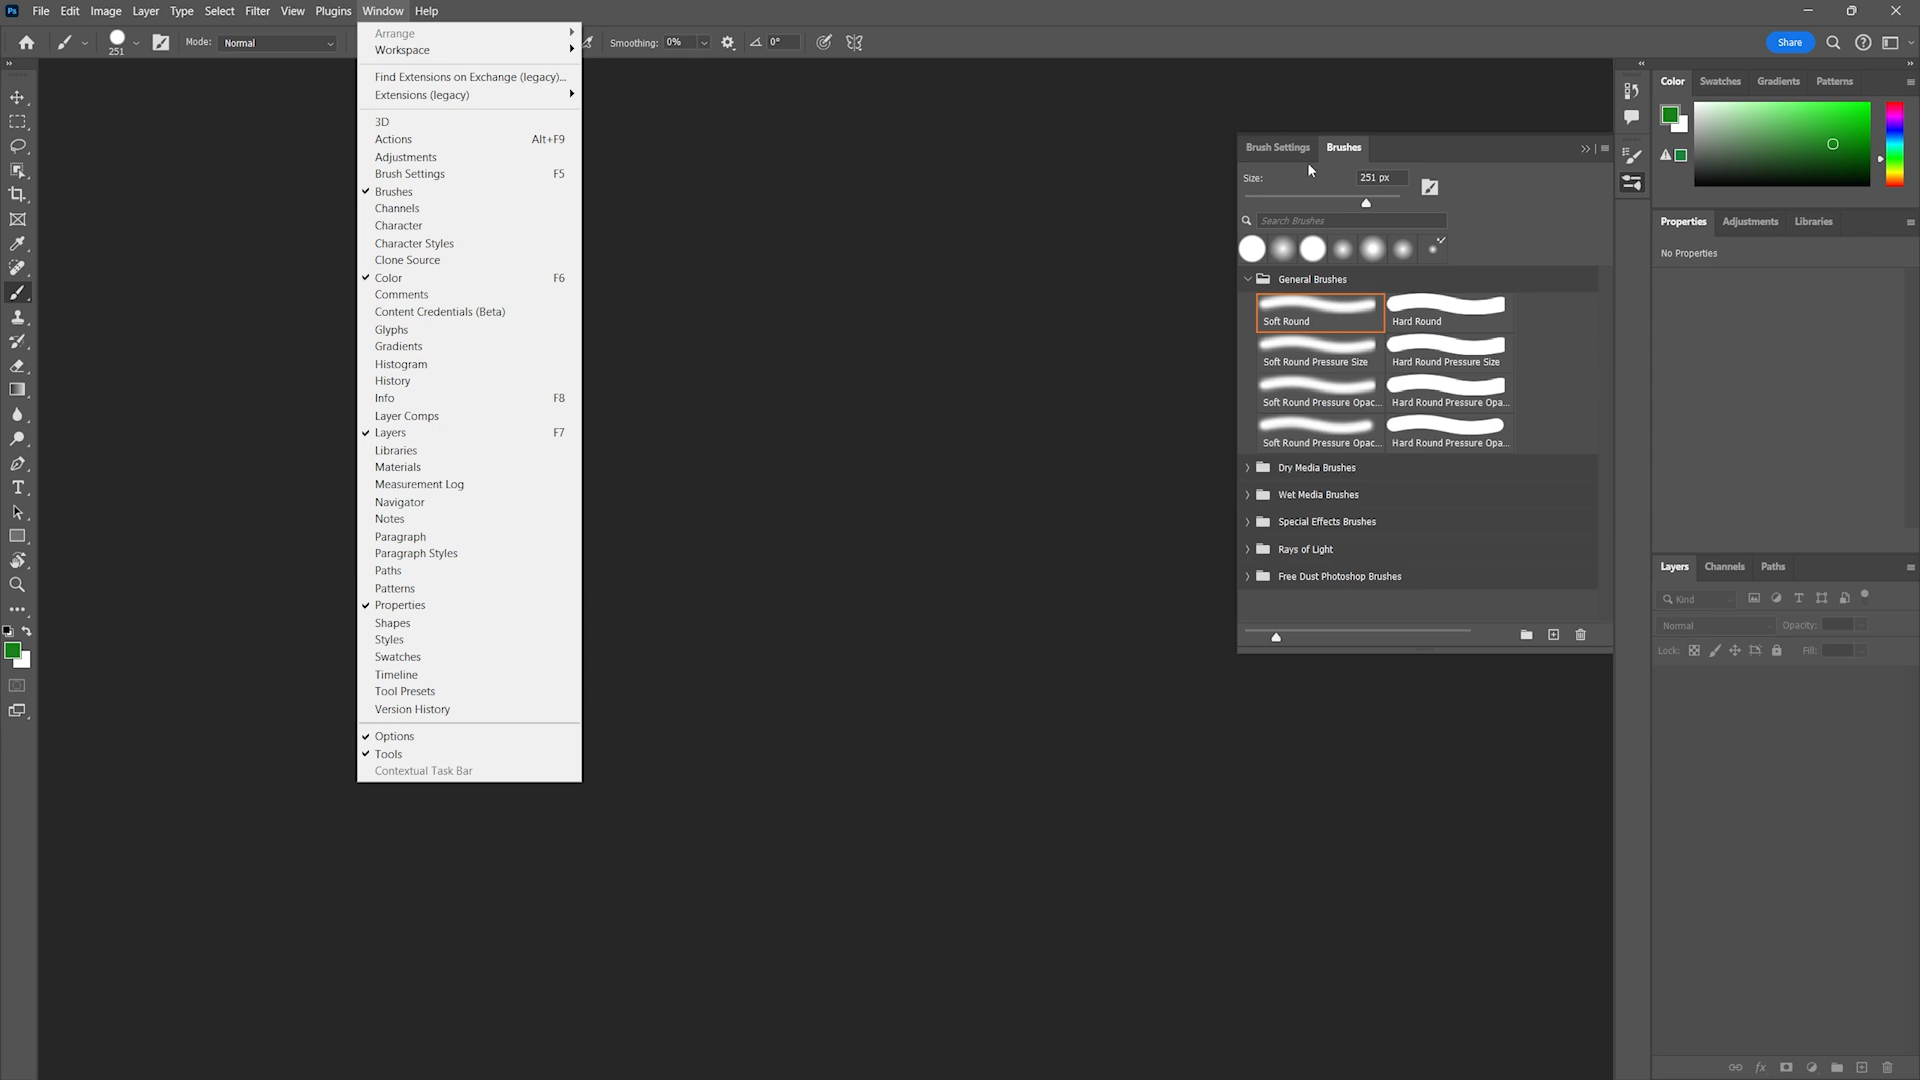 Ps File Edit Image Layer Type Select Filter View Plugins Window Help
251 Mode: Normal Smoothing: 0% 0° Share
Arrange
Workspace
Find Extensions on Exchange (legacy)...
Extensions (legacy)
3D
Actions Alt+F9
Adjustments
Brush Settings F5
Brushes
Channels
Character
Character Styles
Clone Source
Color F6
Comments
Content Credentials (Beta)
Glyphs
Gradients
Histogram
History
Info F8
Layer Comps
Layers F7
Libraries
Materials
Measurement Log
Navigator
Notes
Paragraph
Paragraph Styles
Paths
Patterns
Properties
Shapes
Styles
Swatches
Timeline
Tool Presets
Version History
Options
Tools
Contextual Task Bar
Brush Settings Brushes
Size: 251 px
Search Brushes
General Brushes
Soft Round Hard Round
Soft Round Pressure Size Hard Round Pressure Size
Soft Round Pressure Opac... Hard Round Pressure Opa...
Soft Round Pressure Opac... Hard Round Pressure Opa...
Dry Media Brushes
Wet Media Brushes
Special Effects Brushes
Rays of Light
Free Dust Photoshop Brushes
Color Swatches Gradients Patterns
Properties Adjustments Libraries
No Properties
Layers Channels Paths
Kind
Normal Opacity:
Lock: Fill:
fx